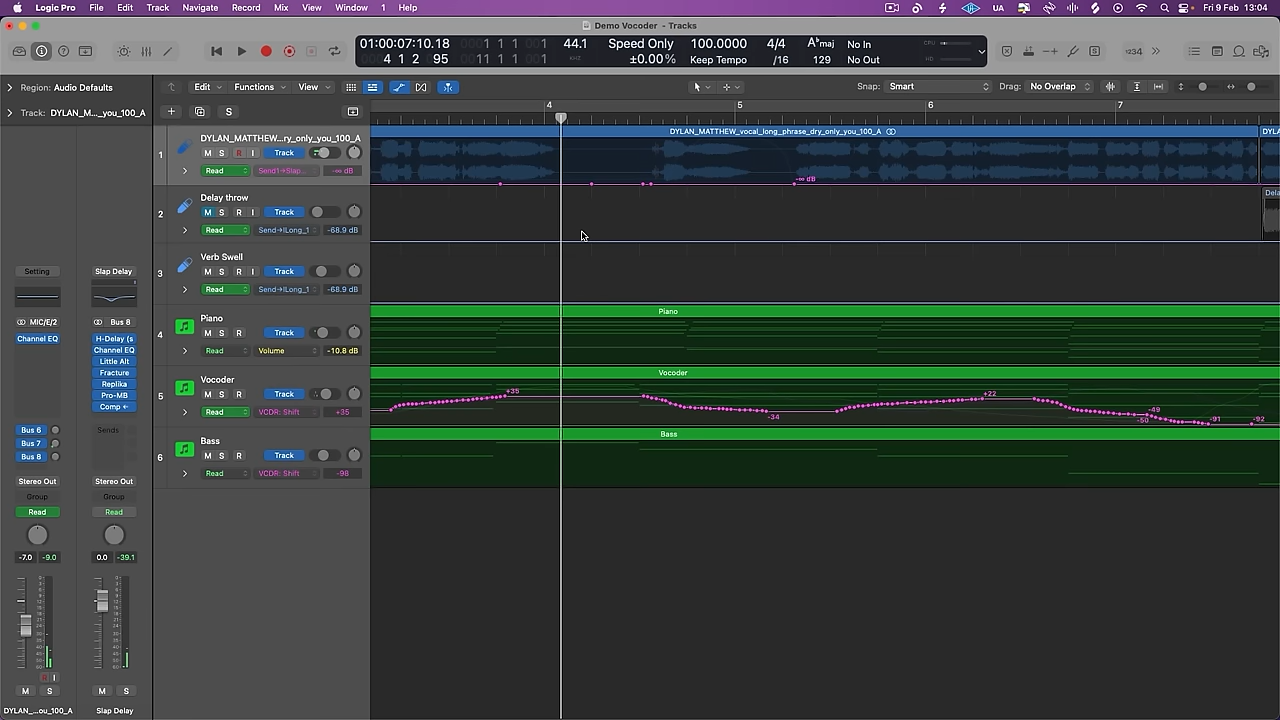 Logic Pro File Edit Track Navigate Record Mix View Window 1 Help UA Fri 9 Feb 13:04
Demo Vocoder - Tracks
01:00:07:10.18 44.1 Speed Only 100.0000 4/4 A♭maj No In CPU
4 1 2 95 KHZ ±0.00% Keep Tempo /16 129 No Out HD
1234
Region: Audio Defaults Edit Functions View Snap: Smart Drag: No Overlap
Track: DYLAN_M..._you_100_A S
4 5 6 7
DYLAN_MATTHEW_vocal_long_phrase_dry_only_you_100_A
1 DYLAN_MATTHEW...ry_only_you_100_A
M S R I Track
Read Send1→Slap... -∞ dB
-∞ dB
2 Delay throw
M S R I Track
Read -68.9 dB
3 Verb Swell
M S R I Track
Read -68.9 dB
4 Piano
M S R Track
Read Volume -10.8 dB
Piano
5 Vocoder
M S R Track
Read VCDR: Shift +35
Vocoder
+35 -34 +22 -49 -50 -91 -92
6 Bass
M S R Track
Read VCDR: Shift -98
Bass
Setting Slap Delay
MIC/E/2 Bus 8
Channel EQ H-Delay (s
Channel EQ
Little Alt
Fracture
Replika
Pro-MB
Comp
Bus 6 Sends
Bus 7
Bus 8
Stereo Out Stereo Out
Group Group
Read Read
-7.0 -9.0 0.0 -39.1
R I
M S M S
DYLAN_...ou_100_A Slap Delay